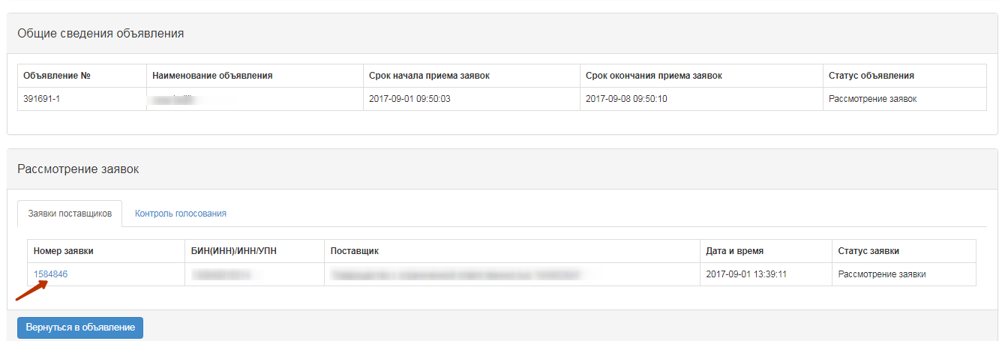 Общие сведения объявления
Объявление № Наименование объявления Срок начала приема заявок Срок окончания приема заявок Статус объявления
391691-1 2017-09-01 09:50:03 2017-09-08 09:50:10 Рассмотрение заявок
Рассмотрение заявок
Заявки поставщиков Контроль голосования
Номер заявки БИН(ИНН)/ИНН/УПН Поставщик Дата и время Статус заявки
1584846 2017-09-01 13:39:11 Рассмотрение заявки
Вернуться в объявление